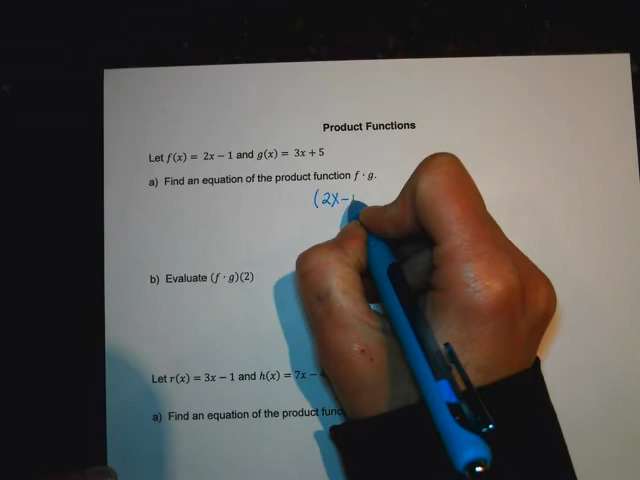 Product Functions
Let f(x) = 2x − 1 and g(x) = 3x + 5
a) Find an equation of the product function f · g.
(2x-
b) Evaluate (f · g)(2)
Let r(x) = 3x − 1 and h(x) = 7x −
a) Find an equation of the product func